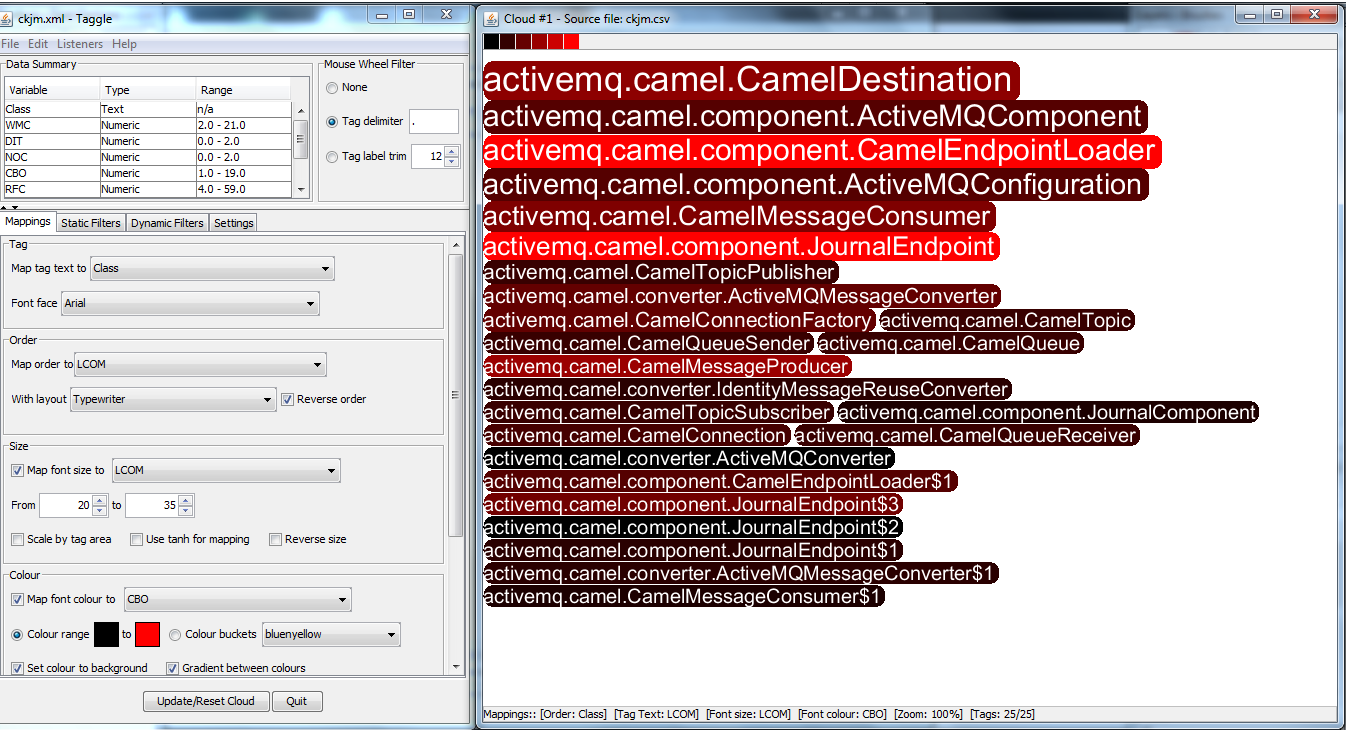 ckjm.xml - Taggle
File Edit Listeners Help
Data Summary
Variable Type Range
Class Text n/a
WMC Numeric 2.0 - 21.0
DIT Numeric 0.0 - 2.0
NOC Numeric 0.0 - 2.0
CBO Numeric 1.0 - 19.0
RFC Numeric 4.0 - 59.0
Mouse Wheel Filter
None
Tag delimiter .
Tag label trim 12
Mappings Static Filters Dynamic Filters Settings
Tag
Map tag text to Class
Font face Arial
Order
Map order to LCOM
With layout Typewriter Reverse order
Size
Map font size to LCOM
From 20 to 35
Scale by tag area Use tanh for mapping Reverse size
Colour
Map font colour to CBO
Colour range to Colour buckets bluenyellow
Set colour to background Gradient between colours
Update/Reset Cloud Quit
Cloud #1 - Source file: ckjm.csv
activemq.camel.CamelDestination
activemq.camel.component.ActiveMQComponent
activemq.camel.component.CamelEndpointLoader
activemq.camel.component.ActiveMQConfiguration
activemq.camel.CamelMessageConsumer
activemq.camel.component.JournalEndpoint
activemq.camel.CamelTopicPublisher
activemq.camel.converter.ActiveMQMessageConverter
activemq.camel.CamelConnectionFactory activemq.camel.CamelTopic
activemq.camel.CamelQueueSender activemq.camel.CamelQueue
activemq.camel.CamelMessageProducer
activemq.camel.converter.IdentityMessageReuseConverter
activemq.camel.CamelTopicSubscriber activemq.camel.component.JournalComponent
activemq.camel.CamelConnection activemq.camel.CamelQueueReceiver
activemq.camel.converter.ActiveMQConverter
activemq.camel.component.CamelEndpointLoader$1
activemq.camel.component.JournalEndpoint$3
activemq.camel.component.JournalEndpoint$2
activemq.camel.component.JournalEndpoint$1
activemq.camel.converter.ActiveMQMessageConverter$1
activemq.camel.CamelMessageConsumer$1
Mappings:: [Order: Class] [Tag Text: LCOM] [Font size: LCOM] [Font colour: CBO] [Zoom: 100%] [Tags: 25/25]